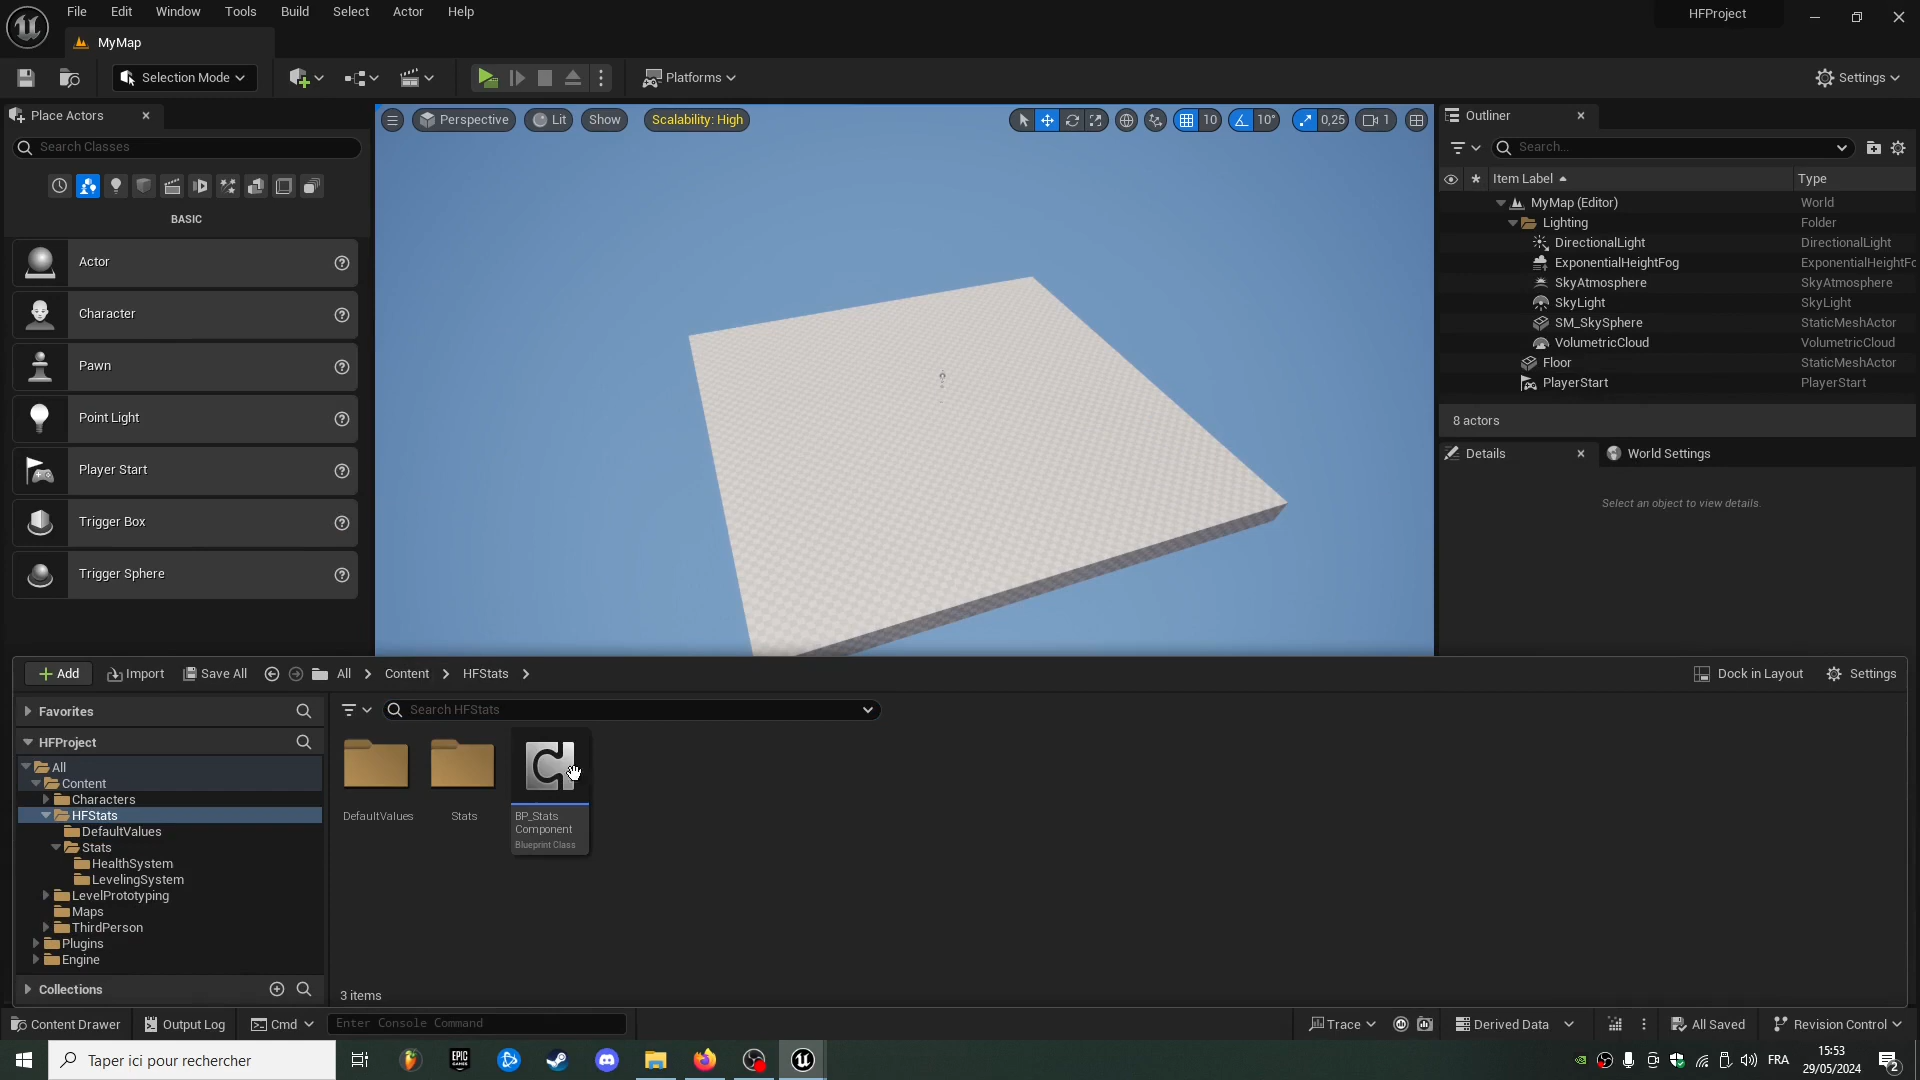 File Edit Window Tools Build Select Actor Help
HFProject
MyMap
Selection Mode
Platforms
Settings
Place Actors
Search Classes
BASIC
Actor
Character
Pawn
Point Light
Player Start
Trigger Box
Trigger Sphere
Perspective Lit Show Scalability: High
10 10° 0,25 1
Outliner
Search...
Item Label Type
MyMap (Editor) World
Lighting Folder
DirectionalLight DirectionalLight
ExponentialHeightFog ExponentialHeightFo
SkyAtmosphere SkyAtmosphere
SkyLight SkyLight
SM_SkySphere StaticMeshActor
VolumetricCloud VolumetricCloud
Floor StaticMeshActor
PlayerStart PlayerStart
8 actors
Details World Settings
Select an object to view details.
Add Import Save All All Content HFStats
Dock in Layout Settings
Favorites
HFProject
All
Content
Characters
HFStats
DefaultValues
Stats
HealthSystem
LevelingSystem
LevelPrototyping
Maps
ThirdPerson
Plugins
Engine
Collections
Search HFStats
DefaultValues
Stats
BP_Stats
Component
Blueprint Class
3 items
Content Drawer Output Log Cmd Enter Console Command Trace Derived Data All Saved Revision Control
Taper ici pour rechercher
EPIC
GAMES
FRA
15:53
29/05/2024
2